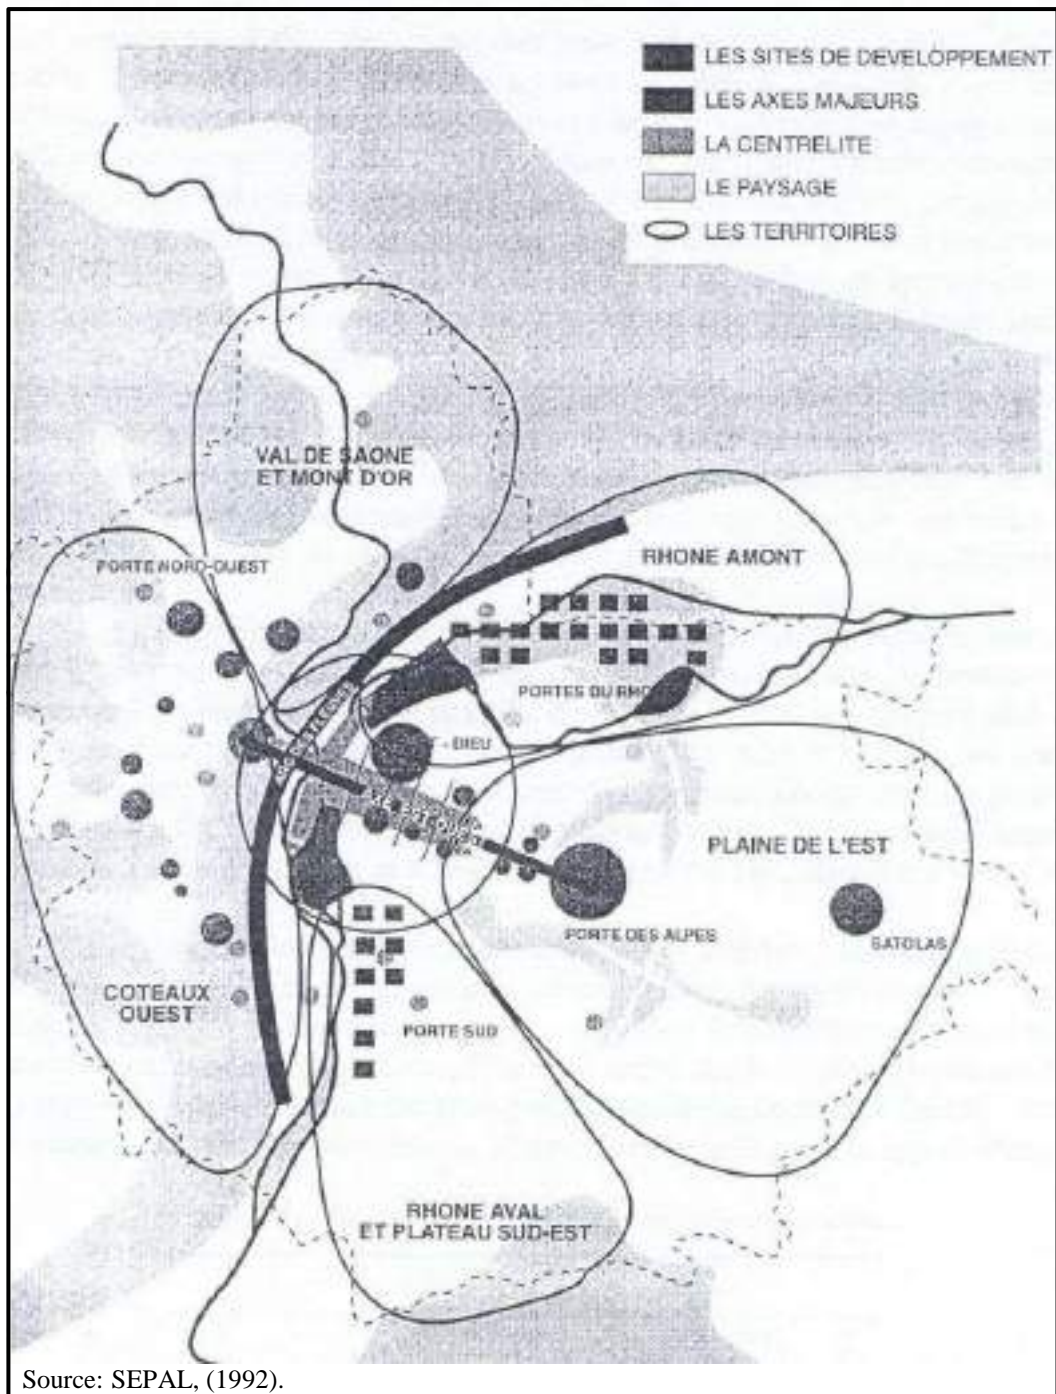 LES SITES DE DEVELOPPEMENT
LES AXES MAJEURS
LA CENTRELITE
LE PAYSAGE
LES TERRITOIRES
VAL DE SAONE
ET MONT D'OR
PORTE NORD-OUEST
RHONE AMONT
PORTES DU
- DIEU
PLAINE DE L'EST
PORTE DES ALPES
SATOLAS
COTEAUX
OUEST
PORTE SUD
RHONE AVAL
ET PLATEAU SUD-EST
Source: SEPAL, (1992).